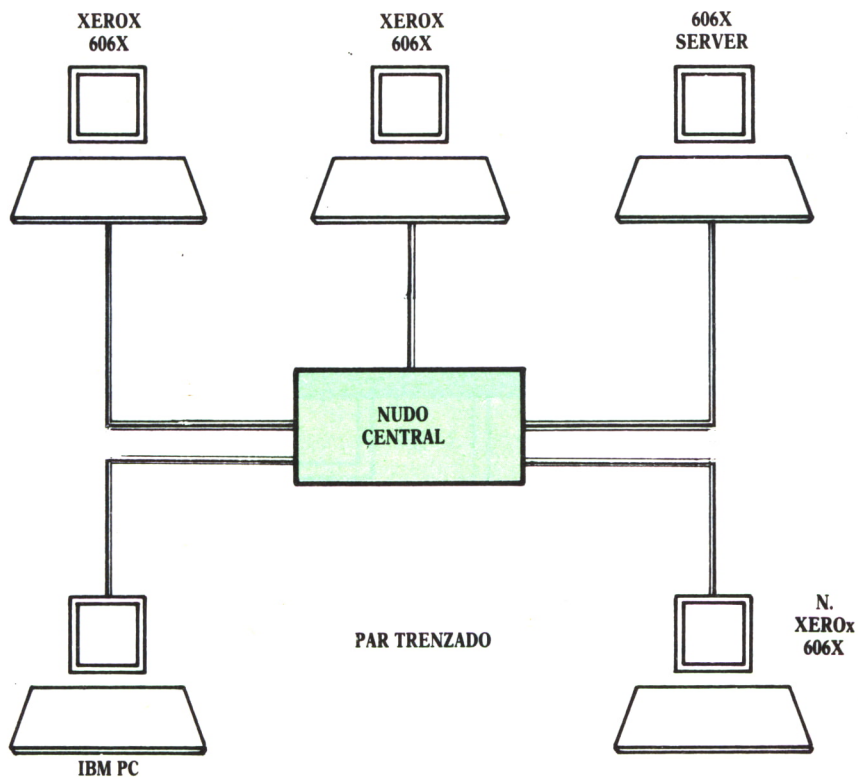 XEROX
606X
XEROX
606X
606X
SERVER
NUDO
CENTRAL
PAR TRENZADO
N.
XEROx
606X
IBM PC